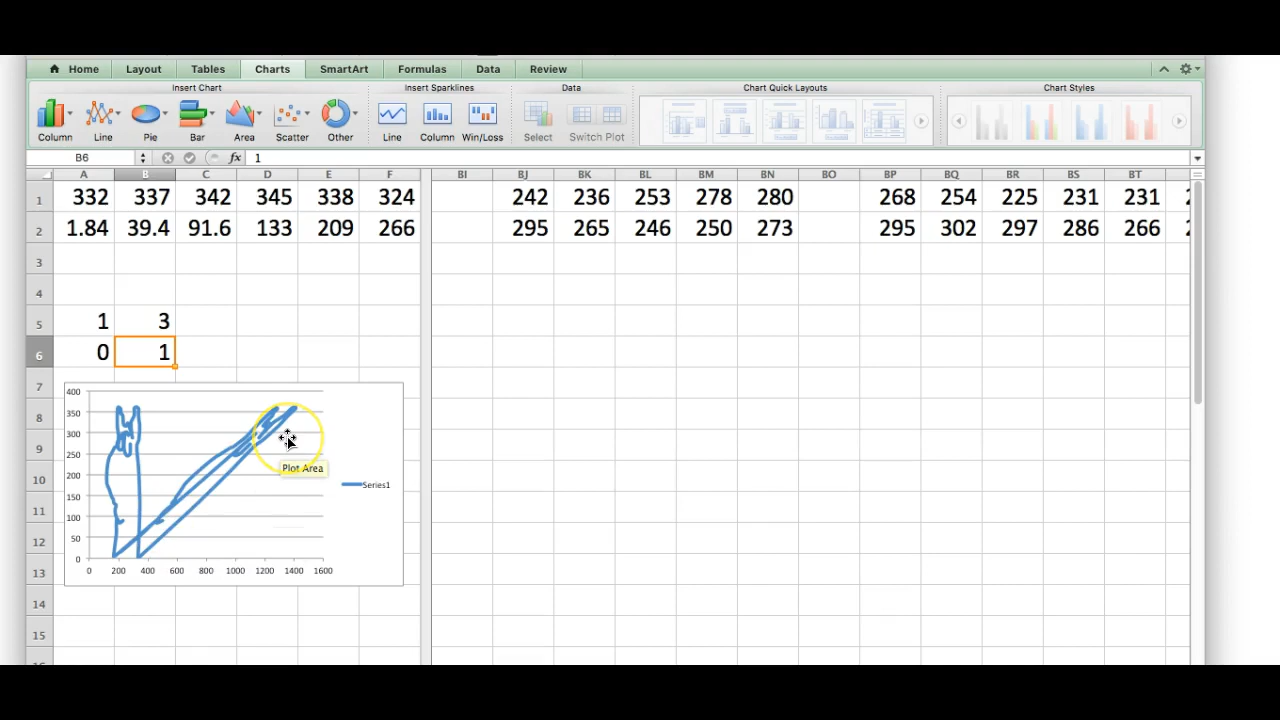 Home Layout Tables Charts SmartArt Formulas Data Review
Insert Chart Insert Sparklines Data Chart Quick Layouts Chart Styles
Column Line Pie Bar Area Scatter Other Line Column Win/Loss Select Switch Plot
B6 fx 1
A B C D E F BI BJ BK BL BM BN BO BP BQ BR BS BT
1 332 337 342 345 338 324 242 236 253 278 280 268 254 225 231 231
2 1.84 39.4 91.6 133 209 266 295 265 246 250 273 295 302 297 286 266
3
4
5 1 3
6 0 1
7
8
9
10
11
12
13
14
15
400
350
300
250
200
150
100
50
0
0 200 400 600 800 1000 1200 1400 1600
Plot Area
Series1